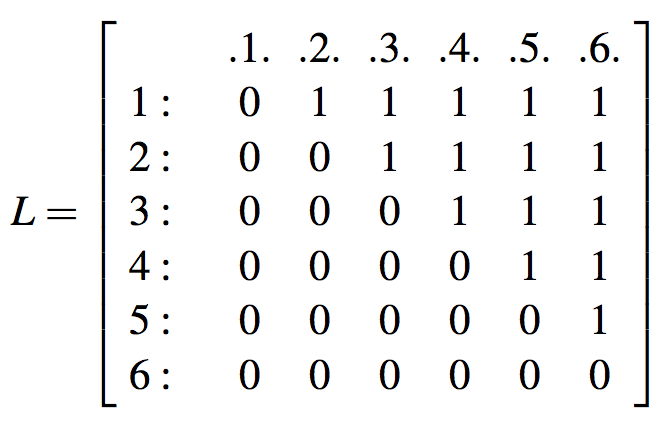 .1. .2. .3. .4. .5. .6.
1: 0 1 1 1 1 1
2: 0 0 1 1 1 1
L = 3: 0 0 0 1 1 1
4: 0 0 0 0 1 1
5: 0 0 0 0 0 1
6: 0 0 0 0 0 0